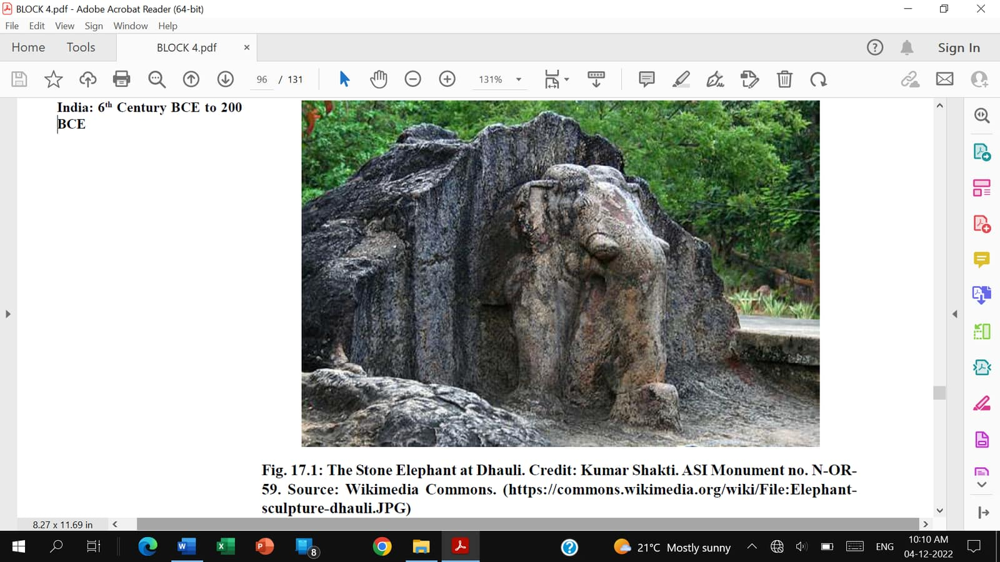 BLOCK 4.pdf - Adobe Acrobat Reader (64-bit)
File Edit View Sign Window Help
Home Tools BLOCK 4.pdf × Sign In
96 / 131 131%
India: 6th Century BCE to 200
BCE
Fig. 17.1: The Stone Elephant at Dhauli. Credit: Kumar Shakti. ASI Monument no. N-OR-
59. Source: Wikimedia Commons. (https://commons.wikimedia.org/wiki/File:Elephant-
sculpture-dhauli.JPG)
8.27 x 11.69 in
8
21°C Mostly sunny
ENG
10:10 AM
04-12-2022